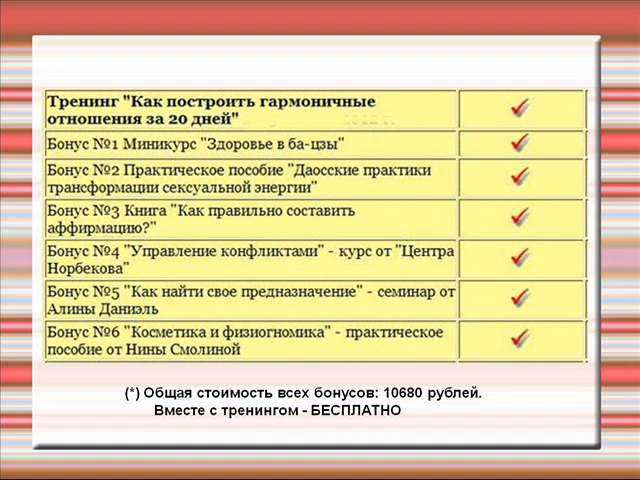 Тренинг "Как построить гармоничные
отношения за 20 дней"
Бонус №1 Миникурс "Здоровье в ба-цзы"
Бонус №2 Практическое пособие "Даосские практики
трансформации сексуальной энергии"
Бонус №3 Книга "Как правильно составить
аффирмацию?"
Бонус №4 "Управление конфликтами" - курс от "Центра
Норбекова"
Бонус №5 "Как найти свое предназначение" - семинар от
Алины Даниэль
Бонус №6 "Косметика и физиогномика" - практическое
пособие от Нины Смолиной
(*) Общая стоимость всех бонусов: 10680 рублей.
Вместе с тренингом - БЕСПЛАТНО